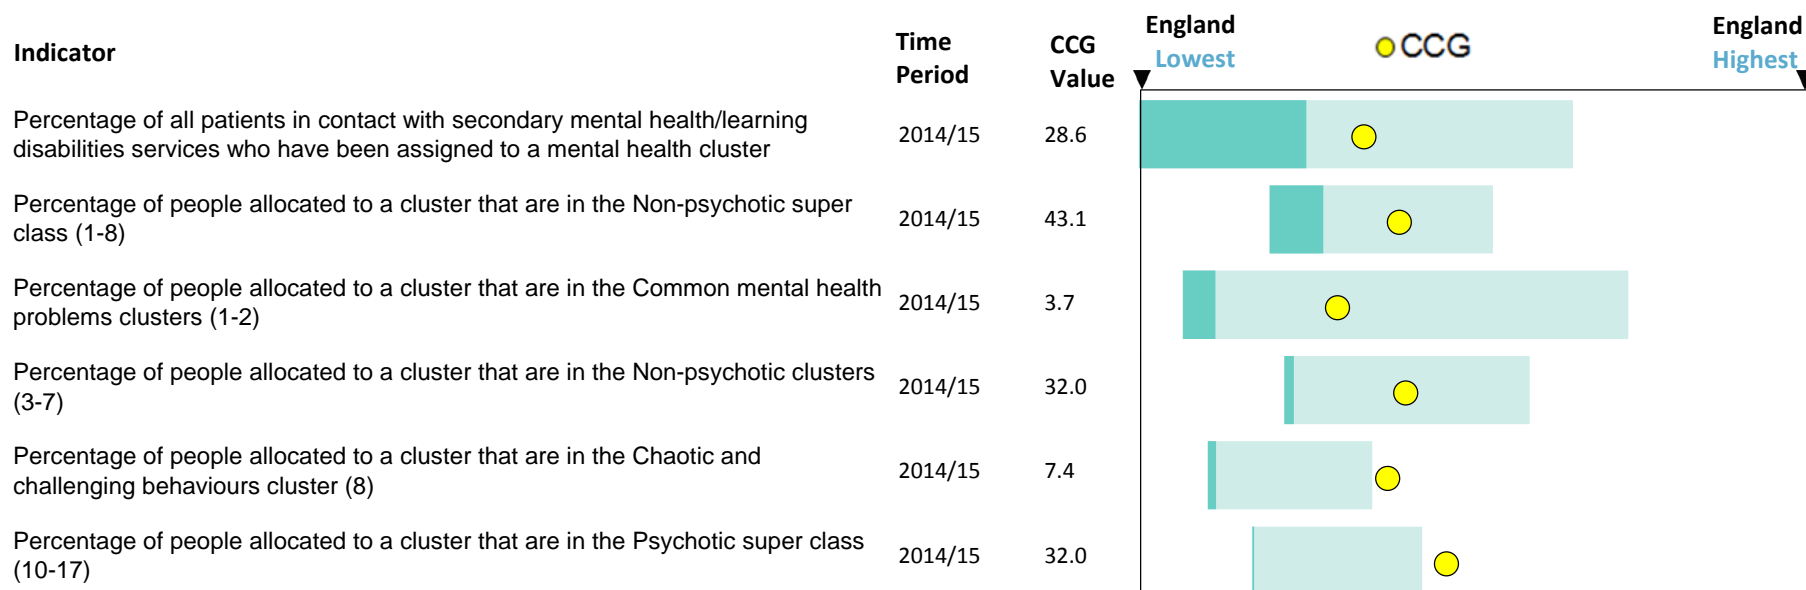 Indicator
Time
Period
CCG
Value
England
Lowest
CCG
England
Highest
Percentage of all patients in contact with secondary mental health/learning
disabilities services who have been assigned to a mental health cluster
2014/15
28.6
Percentage of people allocated to a cluster that are in the Non-psychotic super
class (1-8)
2014/15
43.1
Percentage of people allocated to a cluster that are in the Common mental health
problems clusters (1-2)
2014/15
3.7
Percentage of people allocated to a cluster that are in the Non-psychotic clusters
(3-7)
2014/15
32.0
Percentage of people allocated to a cluster that are in the Chaotic and
challenging behaviours cluster (8)
2014/15
7.4
Percentage of people allocated to a cluster that are in the Psychotic super class
(10-17)
2014/15
32.0